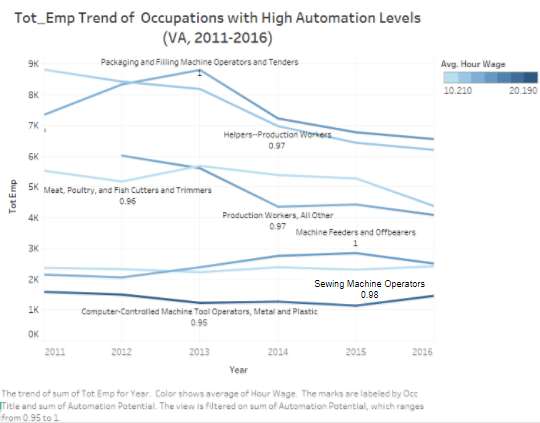 Tot_Emp Trend of Occupations with High Automation Levels
(VA, 2011-2016)
Packaging and Filling Machine Operators and Tenders
1
Avg. Hour Wage
10.210 20.190
9K
8K
7K
6K
5K
4K
3K
2K
1K
0K
Tot Emp
Helpers--Production Workers
0.97
Meat, Poultry, and Fish Cutters and Trimmers
0.96
Production Workers, All Other
0.97
Machine Feeders and Offbearers
1
Sewing Machine Operators
0.98
Computer-Controlled Machine Tool Operators, Metal and Plastic
0.95
2011 2012 2013 2014 2015 2016
Year
The trend of sum of Tot Emp for Year. Color shows average of Hour Wage. The marks are labeled by Occ
Title and sum of Automation Potential. The view is filtered on sum of Automation Potential, which ranges
from 0.95 to 1.